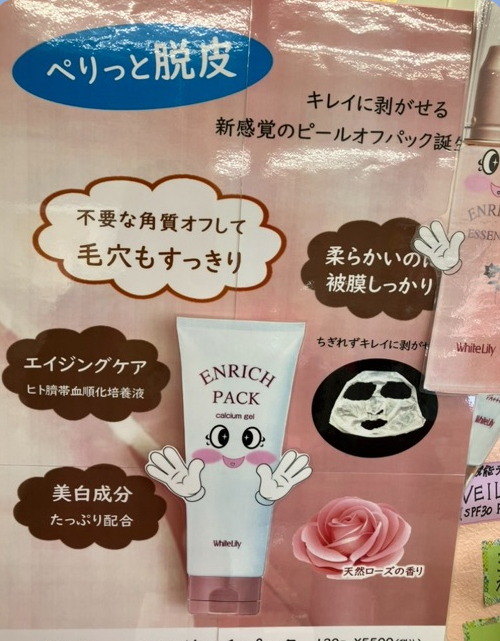 ぺりっと脱皮
キレイに剥がせる
新感覚のピールオフパック誕生
不要な角質オフして
毛穴もすっきり
柔らかいのに
被膜しっかり
ちぎれずキレイに剥がせ
エイジングケア
ヒト臍帯血順化培養液
ENRICH
PACK
calcium gel
WhiteLily
美白成分
たっぷり配合
天然ローズの香り
ENRI
ESSEN
WhiteLily
WhiteLily
VEIL
SPF30